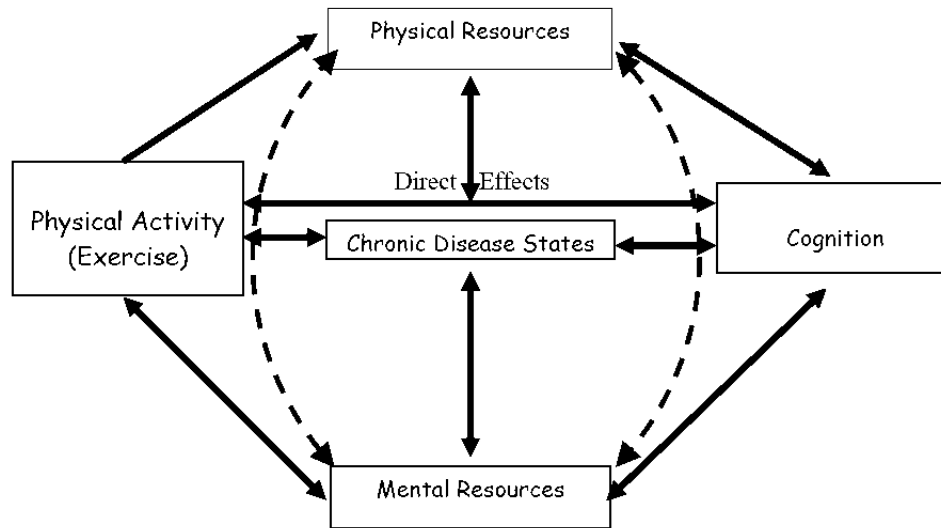 Physical Resources
Direct Effects
Physical Activity
(Exercise)
Chronic Disease States
Cognition
Mental Resources